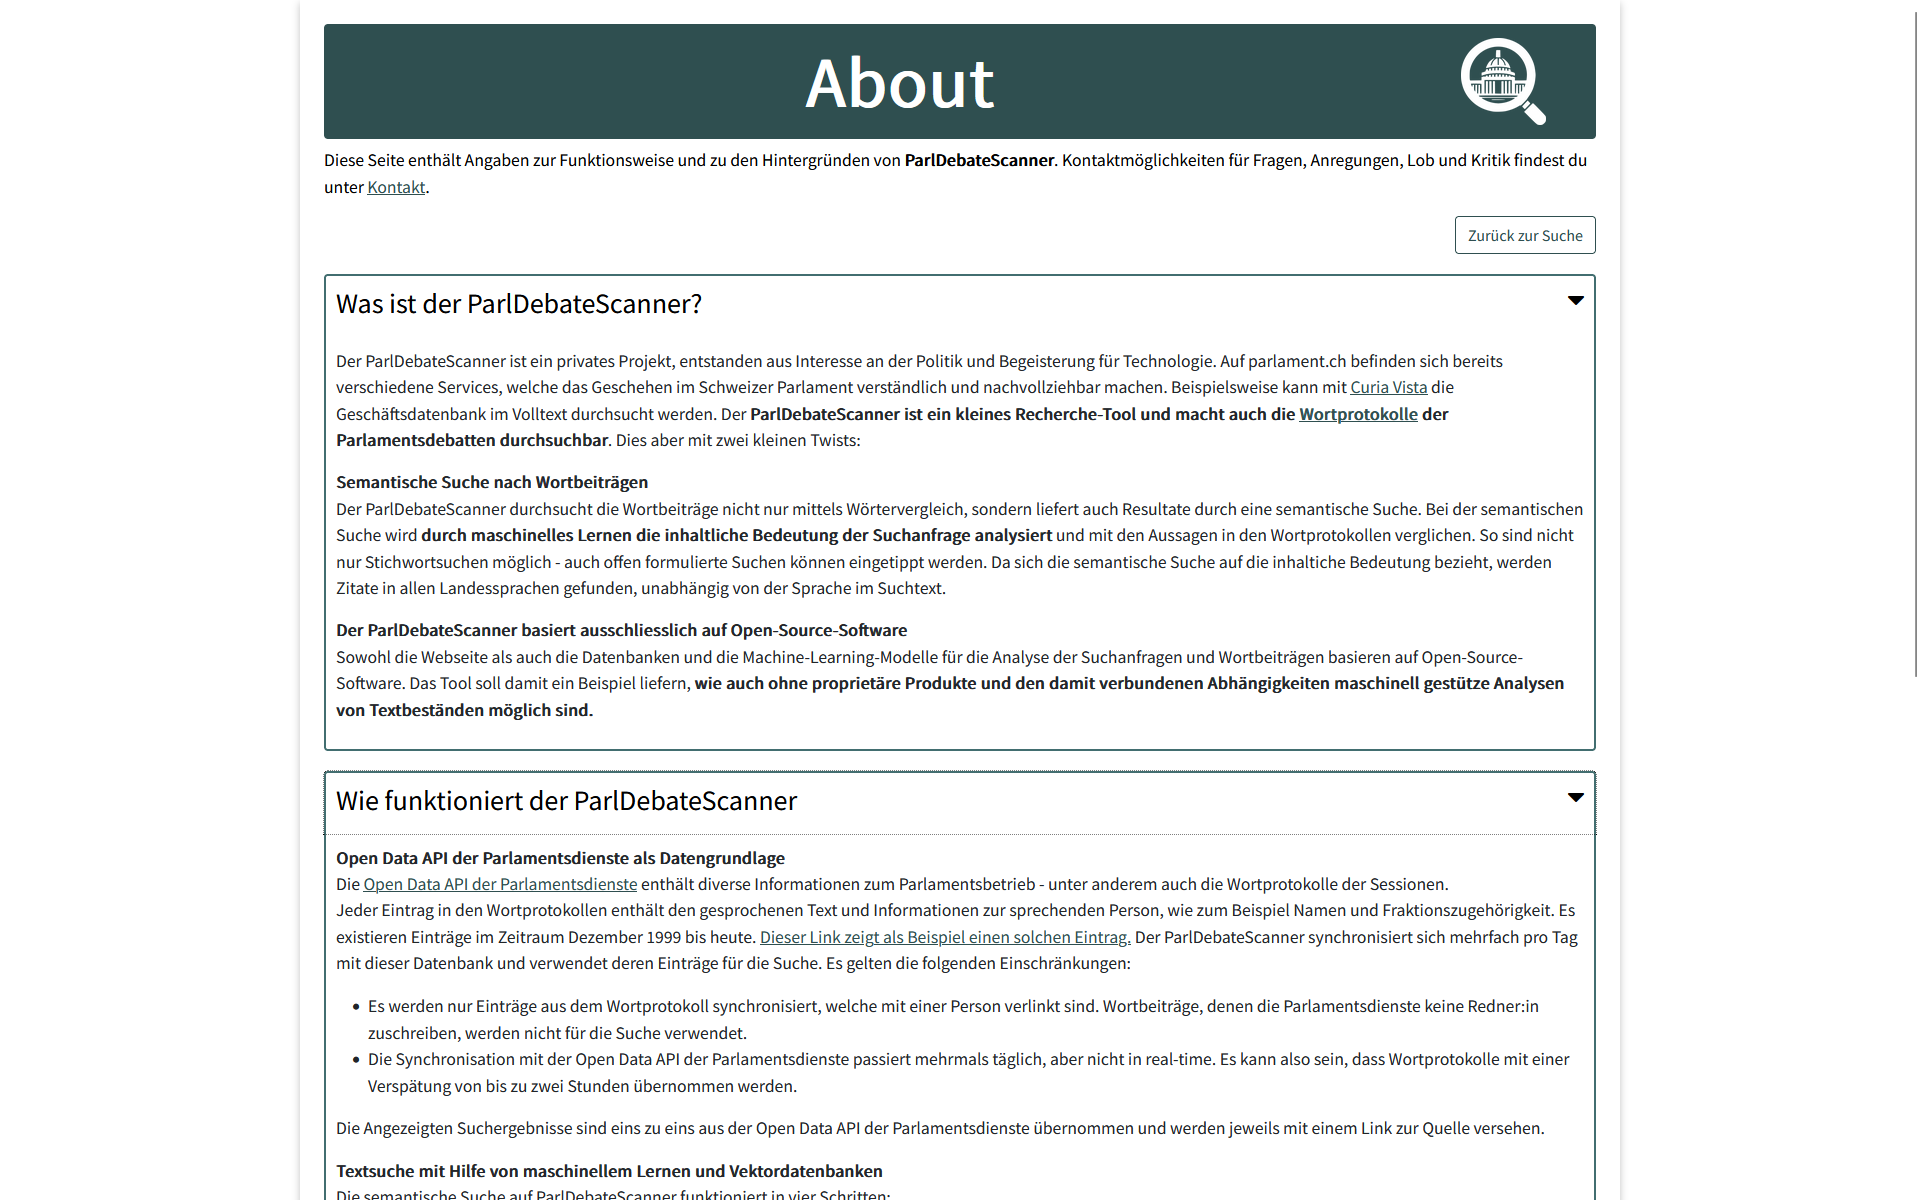 About
Diese Seite enthält Angaben zur Funktionsweise und zu den Hintergründen von ParlDebateScanner. Kontaktmöglichkeiten für Fragen, Anregungen, Lob und Kritik findest du
unter Kontakt.
Zurück zur Suche
Was ist der ParlDebateScanner?
Der ParlDebateScanner ist ein privates Projekt, entstanden aus Interesse an der Politik und Begeisterung für Technologie. Auf parlament.ch befinden sich bereits
verschiedene Services, welche das Geschehen im Schweizer Parlament verständlich und nachvollziehbar machen. Beispielsweise kann mit Curia Vista die
Geschäftsdatenbank im Volltext durchsucht werden. Der ParlDebateScanner ist ein kleines Recherche-Tool und macht auch die Wortprotokolle der
Parlamentsdebatten durchsuchbar. Dies aber mit zwei kleinen Twists:
Semantische Suche nach Wortbeiträgen
Der ParlDebateScanner durchsucht die Wortbeiträge nicht nur mittels Wörtervergleich, sondern liefert auch Resultate durch eine semantische Suche. Bei der semantischen
Suche wird durch maschinelles Lernen die inhaltliche Bedeutung der Suchanfrage analysiert und mit den Aussagen in den Wortprotokollen verglichen. So sind nicht
nur Stichwortsuchen möglich - auch offen formulierte Suchen können eingetippt werden. Da sich die semantische Suche auf die inhaltiche Bedeutung bezieht, werden
Zitate in allen Landessprachen gefunden, unabhängig von der Sprache im Suchtext.
Der ParlDebateScanner basiert ausschliesslich auf Open-Source-Software
Sowohl die Webseite als auch die Datenbanken und die Machine-Learning-Modelle für die Analyse der Suchanfragen und Wortbeiträgen basieren auf Open-Source-
Software. Das Tool soll damit ein Beispiel liefern, wie auch ohne proprietäre Produkte und den damit verbundenen Abhängigkeiten maschinell gestütze Analysen
von Textbeständen möglich sind.
Wie funktioniert der ParlDebateScanner
Open Data API der Parlamentsdienste als Datengrundlage
Die Open Data API der Parlamentsdienste enthält diverse Informationen zum Parlamentsbetrieb - unter anderem auch die Wortprotokolle der Sessionen.
Jeder Eintrag in den Wortprotokollen enthält den gesprochenen Text und Informationen zur sprechenden Person, wie zum Beispiel Namen und Fraktionszugehörigkeit. Es
existieren Einträge im Zeitraum Dezember 1999 bis heute. Dieser Link zeigt als Beispiel einen solchen Eintrag. Der ParlDebateScanner synchronisiert sich mehrfach pro Tag
mit dieser Datenbank und verwendet deren Einträge für die Suche. Es gelten die folgenden Einschränkungen:
• Es werden nur Einträge aus dem Wortprotokoll synchronisiert, welche mit einer Person verlinkt sind. Wortbeiträge, denen die Parlamentsdienste keine Redner:in
zuschreiben, werden nicht für die Suche verwendet.
• Die Synchronisation mit der Open Data API der Parlamentsdienste passiert mehrmals täglich, aber nicht in real-time. Es kann also sein, dass Wortprotokolle mit einer
Verspätung von bis zu zwei Stunden übernommen werden.
Die Angezeigten Suchergebnisse sind eins zu eins aus der Open Data API der Parlamentsdienste übernommen und werden jeweils mit einem Link zur Quelle versehen.
Textsuche mit Hilfe von maschinellem Lernen und Vektordatenbanken
Die semantische Suche auf ParlDebateScanner funktioniert in vier Schritten: